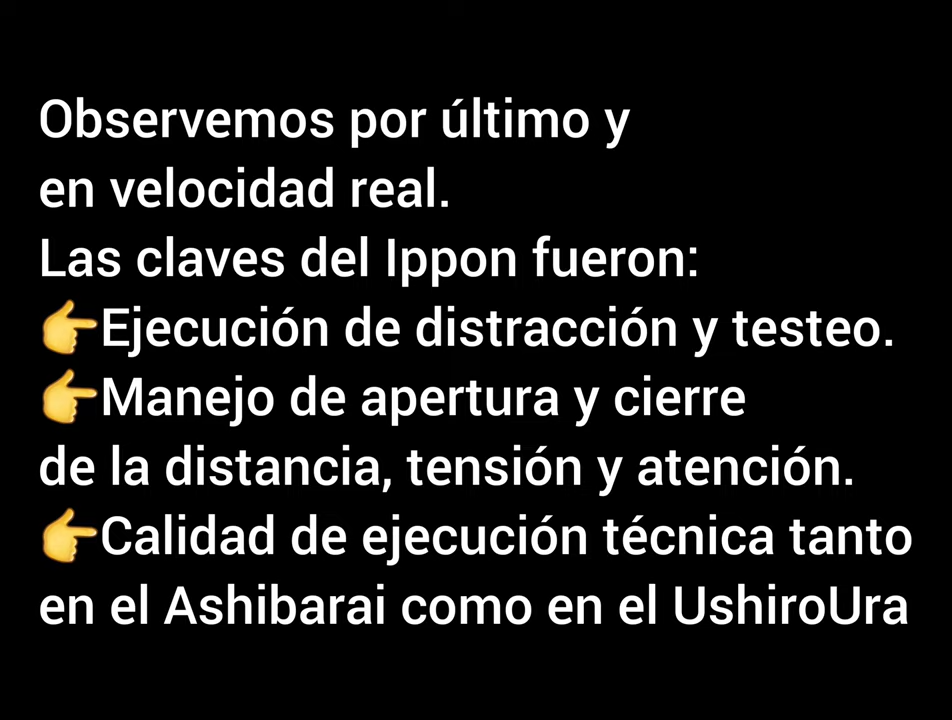 Observemos por último y
en velocidad real.
Las claves del Ippon fueron:
👉Ejecución de distracción y testeo.
👉Manejo de apertura y cierre
de la distancia, tensión y atención.
👉Calidad de ejecución técnica tanto
en el Ashibarai como en el UshiroUra